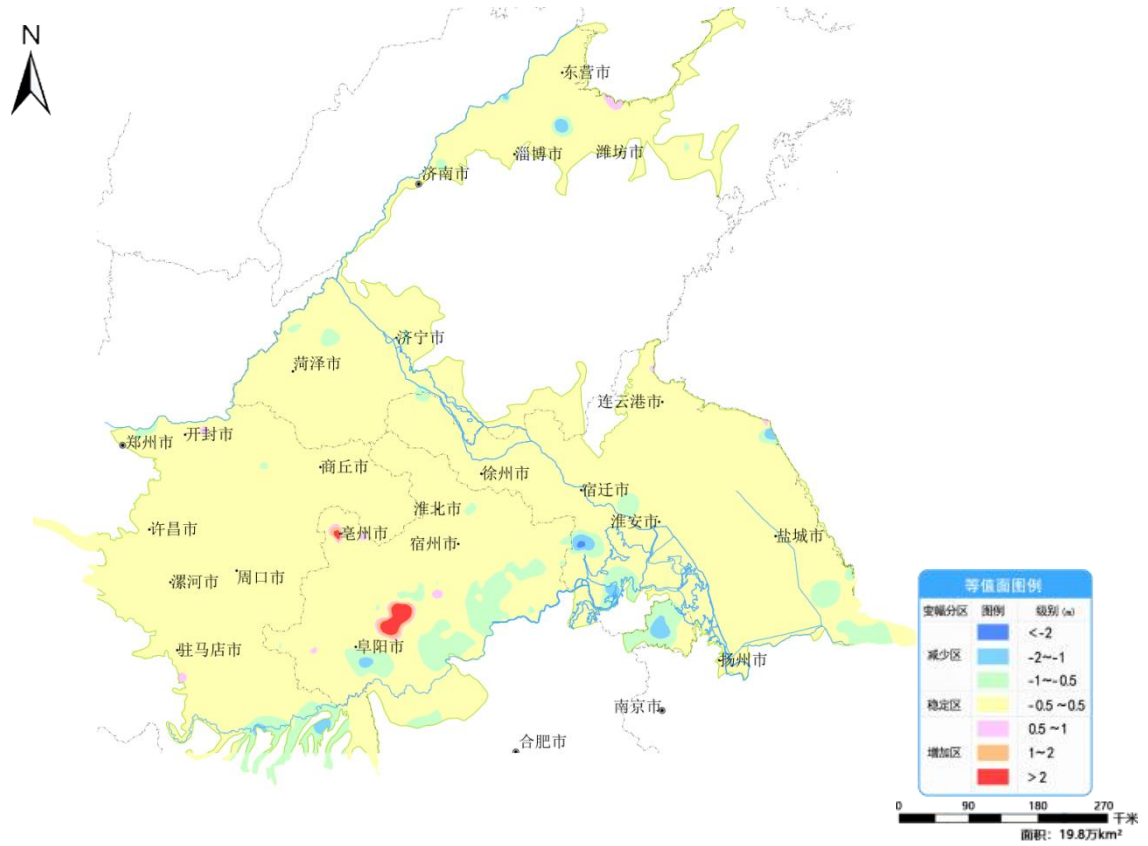 N
东营市
淄博市
潍坊市
济南市
济宁市
菏泽市
连云港市
开封市
郑州市
商丘市
徐州市
宿迁市
淮北市
淮安市
许昌市
亳州市
宿州市
盐城市
漯河市
周口市
阜阳市
驻马店市
扬州市
南京市
合肥市
等值面图例
变幅分区 图例 级别 (m)
减少区
<-2
-2~-1
-1~-0.5
稳定区 -0.5~0.5
增加区
0.5~1
1~2
>2
0 90 180 270 千米
面积：19.8万km²